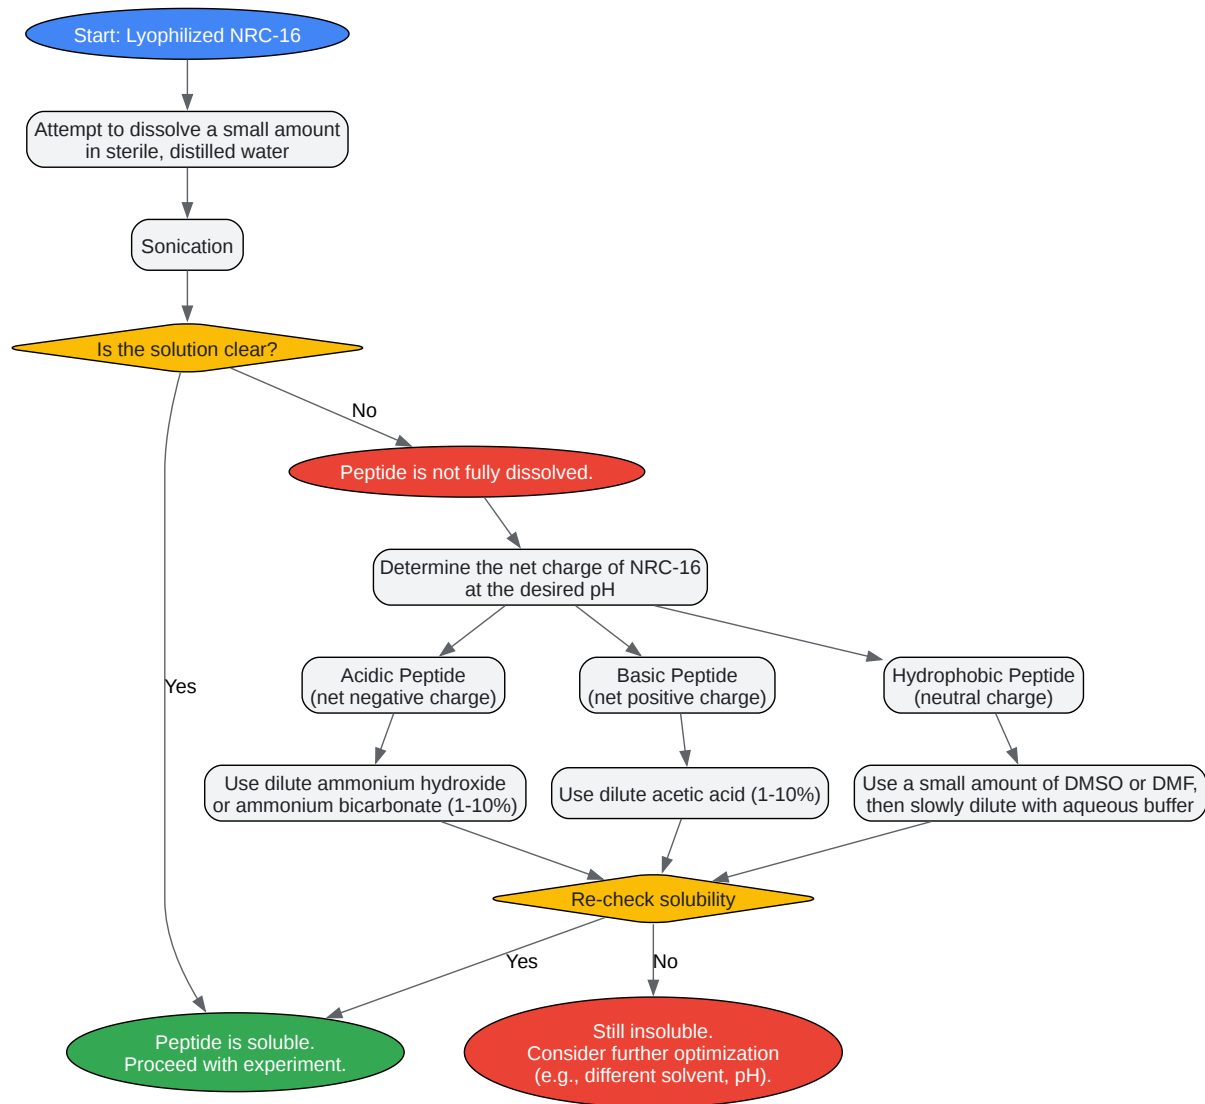 Start: Lyophilized NRC-16
Attempt to dissolve a small amount
in sterile, distilled water
Sonication
Is the solution clear?
No
Peptide is not fully dissolved.
Determine the net charge of NRC-16
at the desired pH
Yes
Acidic Peptide
(net negative charge)
Basic Peptide
(net positive charge)
Hydrophobic Peptide
(neutral charge)
Use dilute ammonium hydroxide
or ammonium bicarbonate (1-10%)
Use dilute acetic acid (1-10%)
Use a small amount of DMSO or DMF,
then slowly dilute with aqueous buffer
Re-check solubility
Yes
No
Peptide is soluble.
Proceed with experiment.
Still insoluble.
Consider further optimization
(e.g., different solvent, pH).